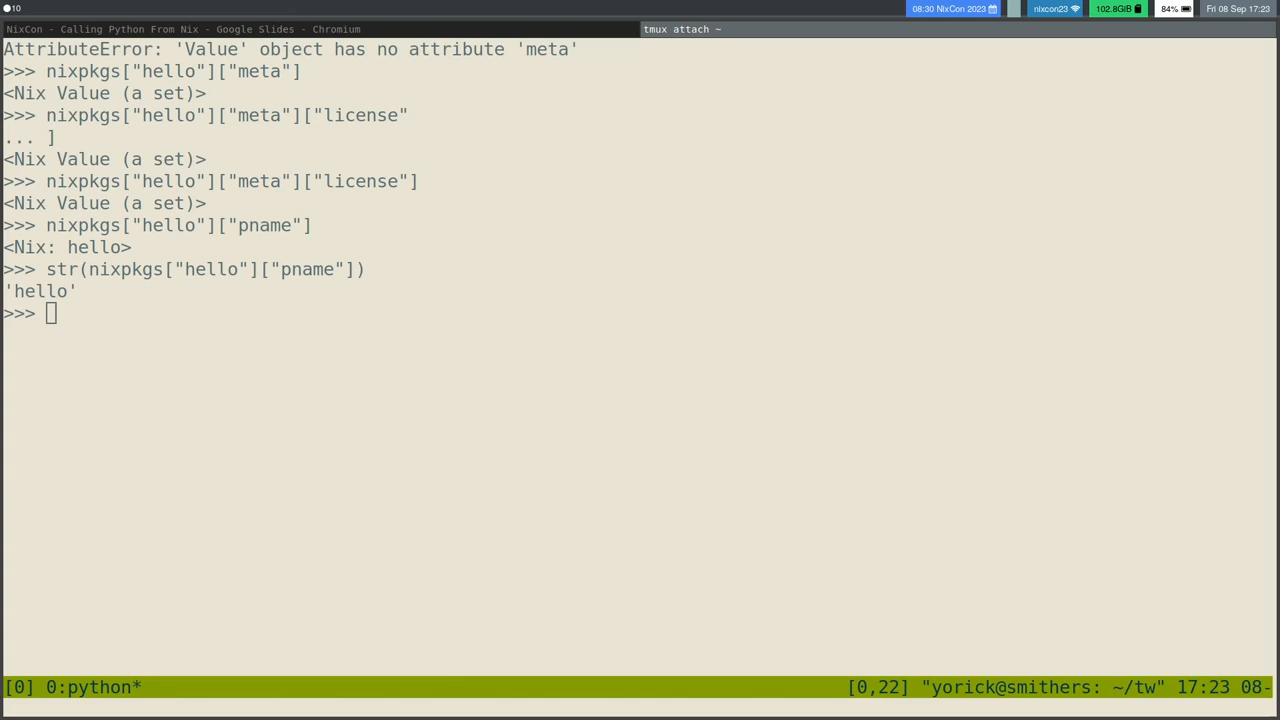 10
08:30 NixCon 2023
nixcon23
102.8GiB
84%
Fri 08 Sep 17:23
NixCon - Calling Python From Nix - Google Slides - Chromium
tmux attach ~
AttributeError: 'Value' object has no attribute 'meta'
>>> nixpkgs["hello"]["meta"]
<Nix Value (a set)>
>>> nixpkgs["hello"]["meta"]["license"
... ]
<Nix Value (a set)>
>>> nixpkgs["hello"]["meta"]["license"]
<Nix Value (a set)>
>>> nixpkgs["hello"]["pname"]
<Nix: hello>
>>> str(nixpkgs["hello"]["pname"])
'hello'
>>>
[0] 0:python*
[0,22] "yorick@smithers: ~/tw" 17:23 08-